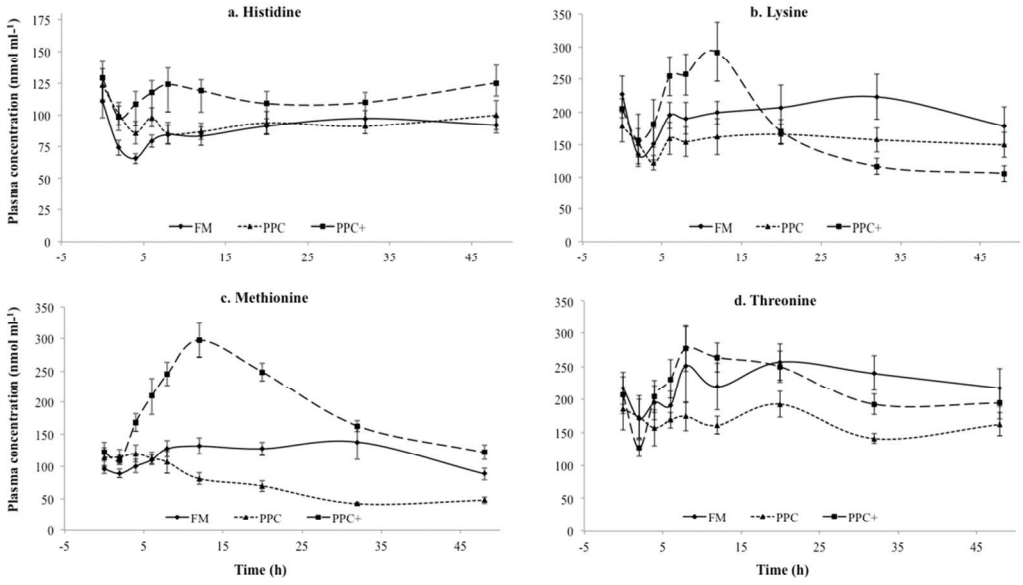 a. Histidine
Plasma concentration (nmol ml-1)
175
150
125
100
75
50
25
0
FM PPC PPC+
-5 5 15 25 35 45
b. Lysine
350
300
250
200
150
100
50
0
FM PPC PPC+
-5 5 15 25 35 45
c. Methionine
Plasma concentration (nmol ml-1)
350
300
250
200
150
100
50
0
FM PPC PPC+
-5 5 15 25 35 45
Time (h)
d. Threonine
350
300
250
200
150
100
50
0
FM PPC PPC+
-5 5 15 25 35 45
Time (h)